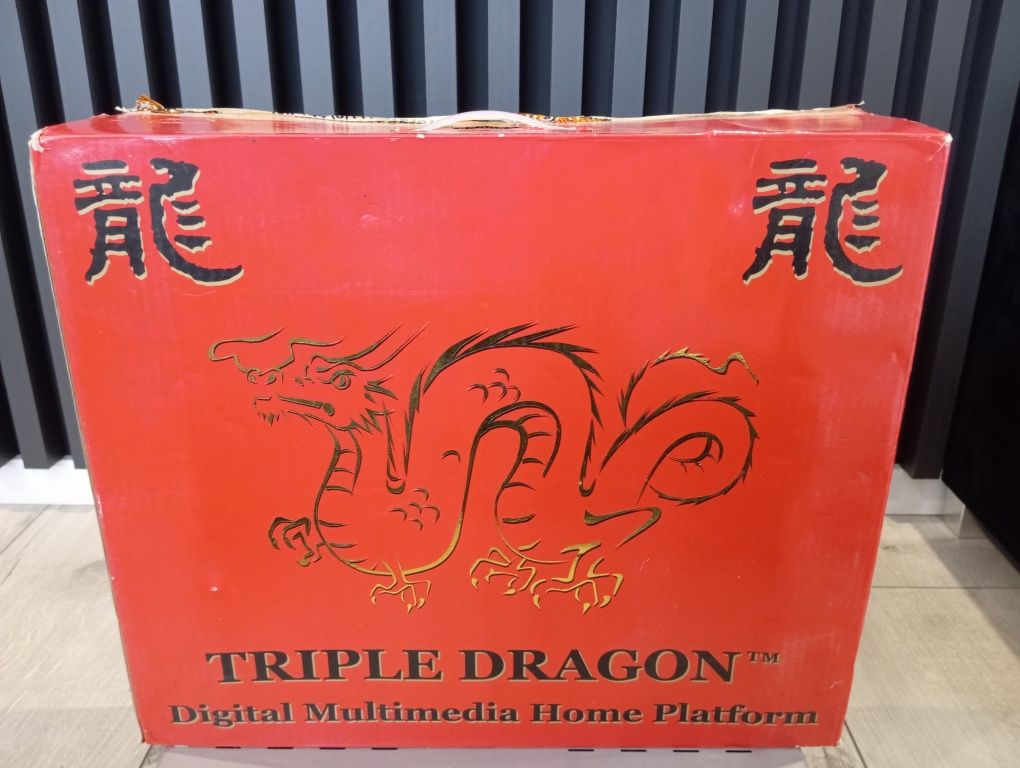 龍 龍
TRIPLE DRAGON™
Digital Multimedia Home Platform